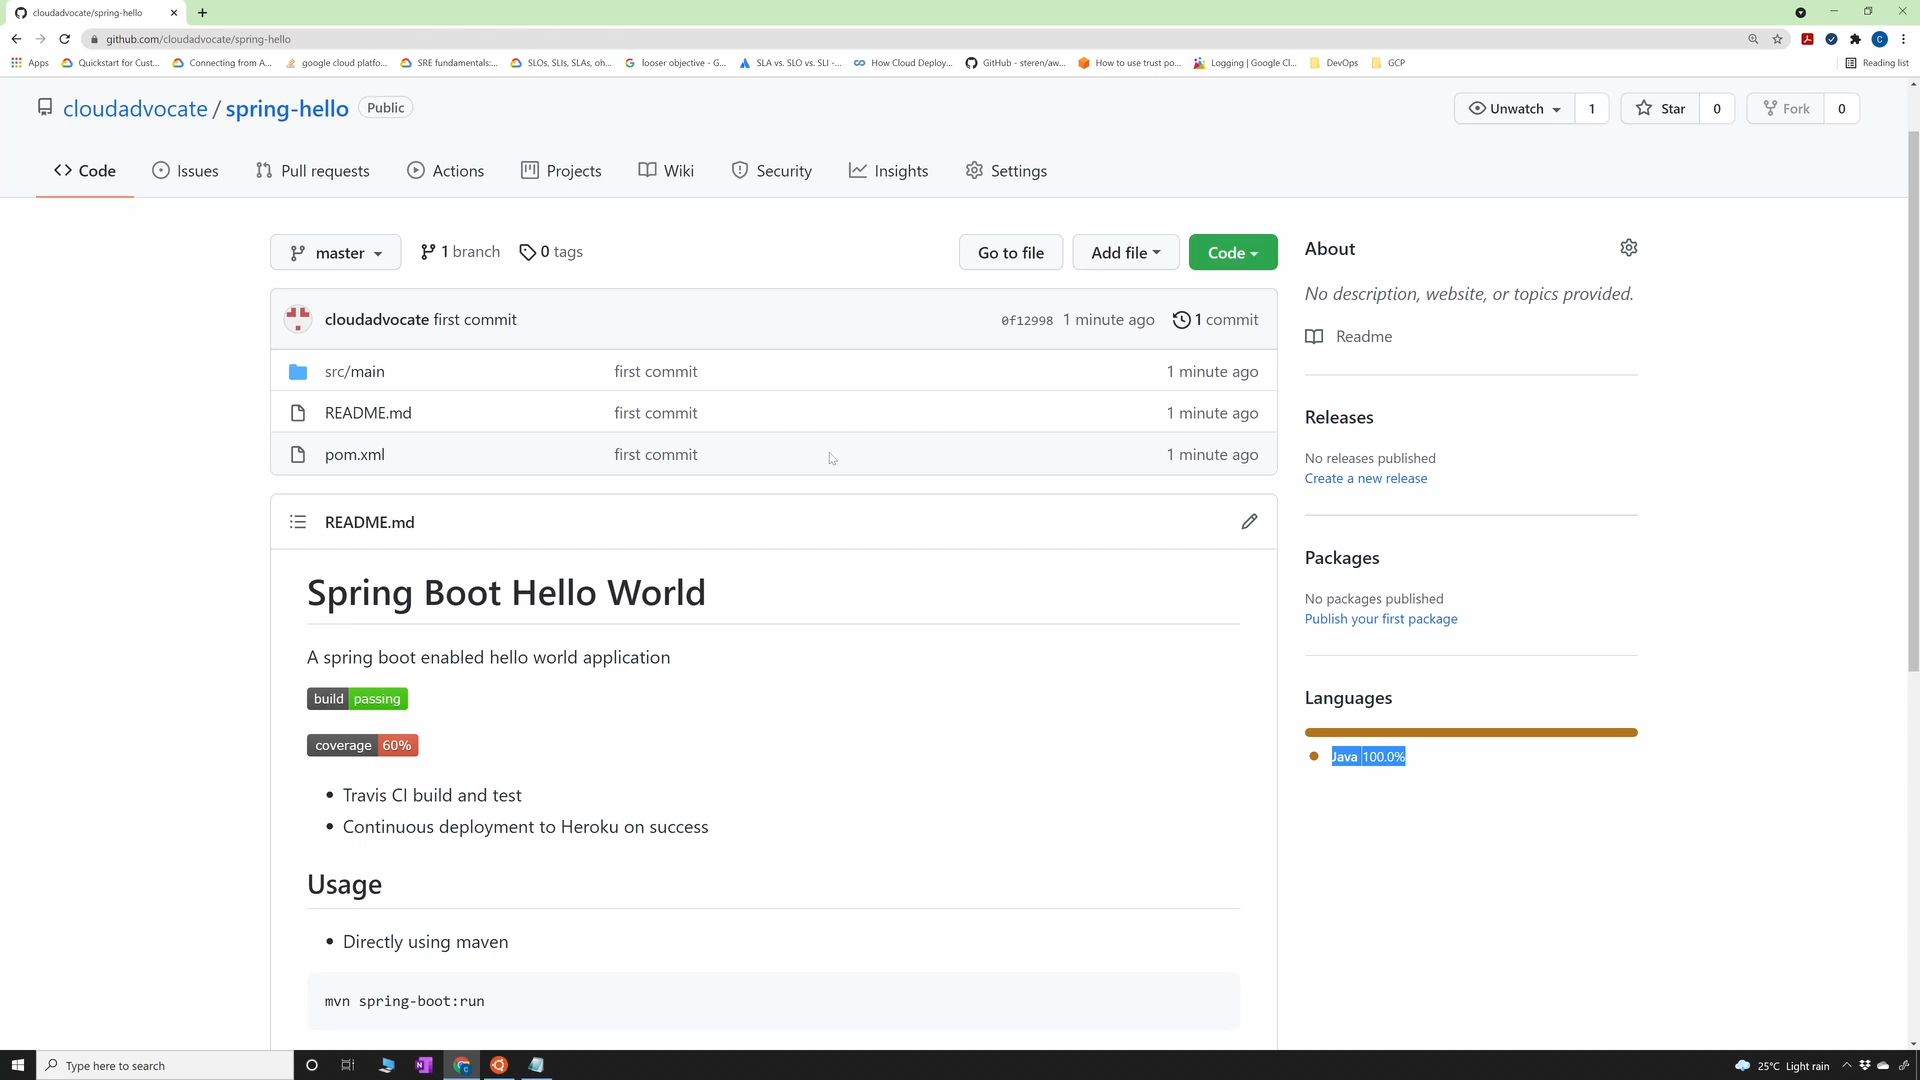 cloudadvocate/spring-hello
github.com/cloudadvocate/spring-hello
Apps
Quickstart for Cust...
Connecting from A...
google cloud platfo...
SRE fundamentals:...
SLOs, SLIs, SLAs, oh...
looser objective - G...
SLA vs. SLO vs. SLI -...
How Cloud Deploy...
GitHub - steren/aw...
How to use trust po...
Logging | Google Cl...
DevOps
GCP
Reading list
cloudadvocate / spring-hello Public
Unwatch 1
Star 0
Fork 0
Code
Issues
Pull requests
Actions
Projects
Wiki
Security
Insights
Settings
master
1 branch
0 tags
Go to file
Add file
Code
cloudadvocate first commit
0f12998 1 minute ago
1 commit
src/main first commit 1 minute ago
README.md first commit 1 minute ago
pom.xml first commit 1 minute ago
README.md
Spring Boot Hello World
A spring boot enabled hello world application
build passing
coverage 60%
Travis CI build and test
Continuous deployment to Heroku on success
Usage
Directly using maven
mvn spring-boot:run
About
No description, website, or topics provided.
Readme
Releases
No releases published
Create a new release
Packages
No packages published
Publish your first package
Languages
Java 100.0%
Type here to search
25°C Light rain